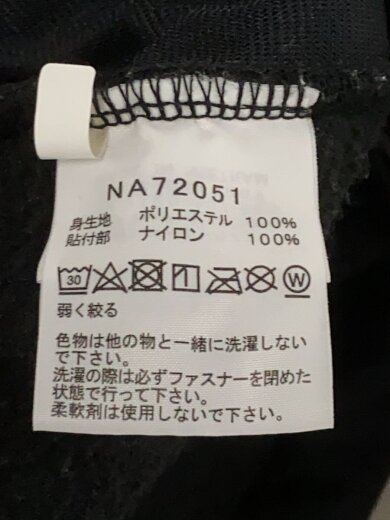 NA72051
身生地 ポリエステル 100%
貼付部 ナイロン 100%
30 W
弱く絞る
色物は他の物と一緒に洗濯しない
で下さい。
洗濯の際は必ずファスナーを閉めた
状態で行って下さい。
柔軟剤は使用しないで下さい。